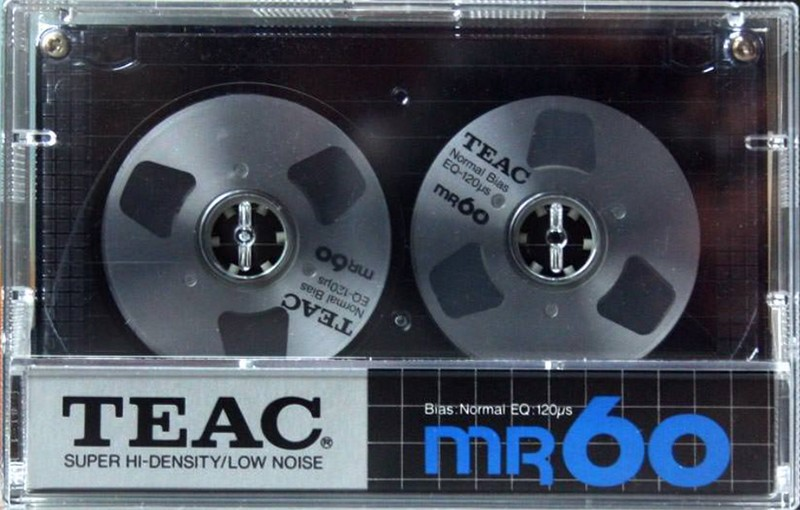 TEAC
Normal Bias
EQ-120µs
mR60
mR60
EQ-120µs
Normal Bias
TEAC
TEAC®
SUPER HI-DENSITY/LOW NOISE
Bias:Normal EQ:120µs
mR60